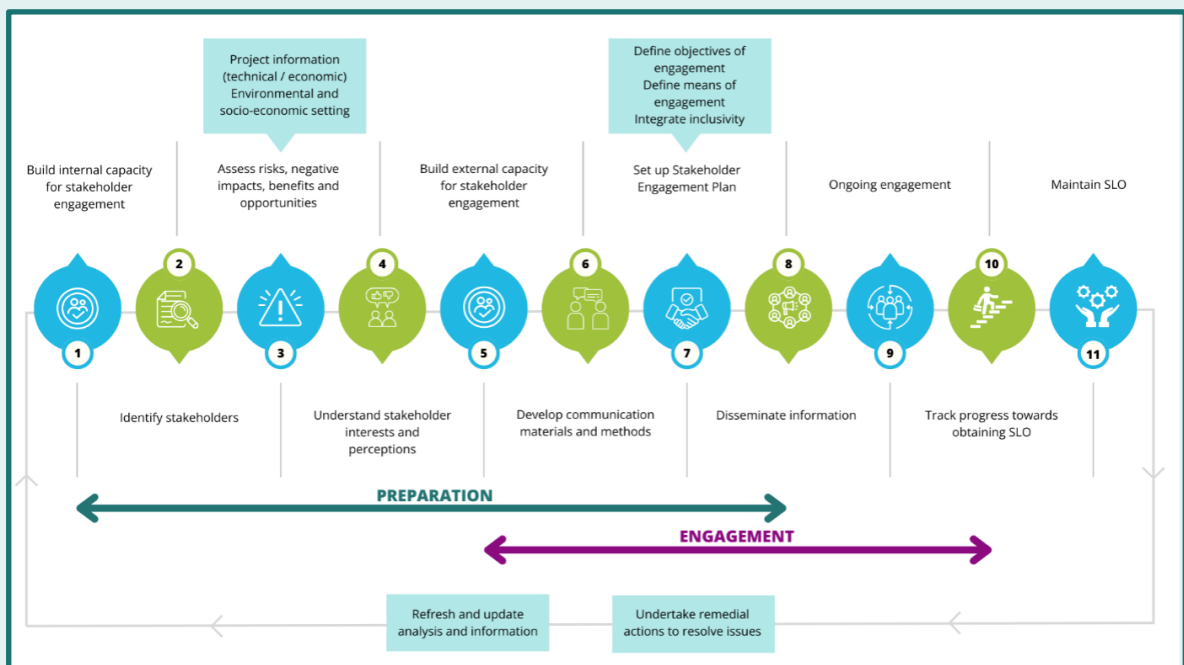 Project information
(technical / economic)
Environmental and
socio-economic setting
Define objectives of
engagement
Define means of
engagement
Integrate inclusivity
Build internal capacity
for stakeholder
engagement
Assess risks, negative
impacts, benefits and
opportunities
Build external capacity
for stakeholder
engagement
Set up Stakeholder
Engagement Plan
Ongoing engagement
Maintain SLO
2
4
6
8
10
1
3
5
7
9
11
Identify stakeholders
Understand stakeholder
interests and
perceptions
Develop communication
materials and methods
Disseminate information
Track progress towards
obtaining SLO
PREPARATION
ENGAGEMENT
Refresh and update
analysis and information
Undertake remedial
actions to resolve issues